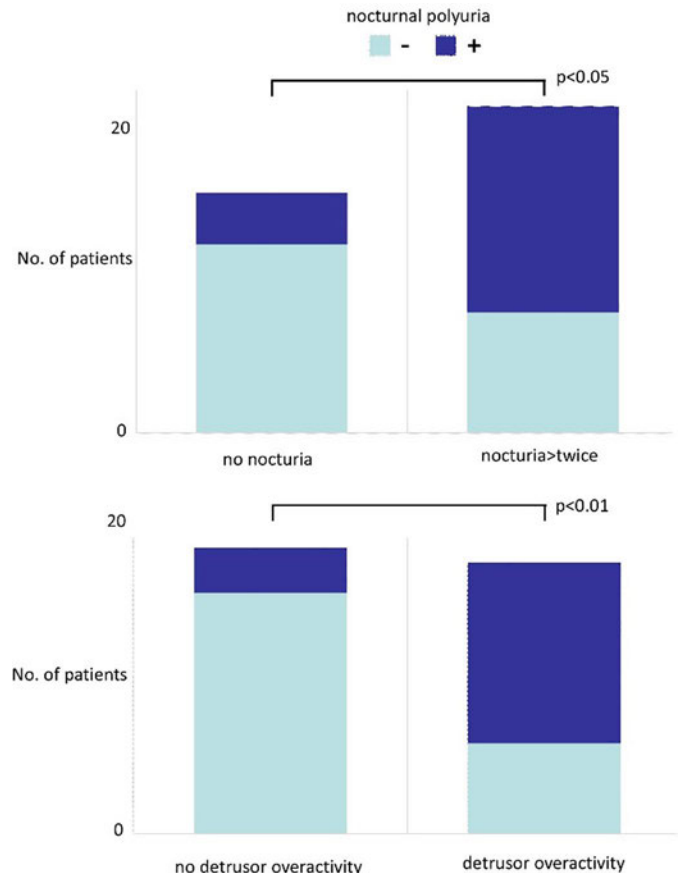 nocturnal polyuria
- +
p<0.05
20
No. of patients
0
no nocturia
nocturia>twice
p<0.01
20
No. of patients
0
no detrusor overactivity
detrusor overactivity